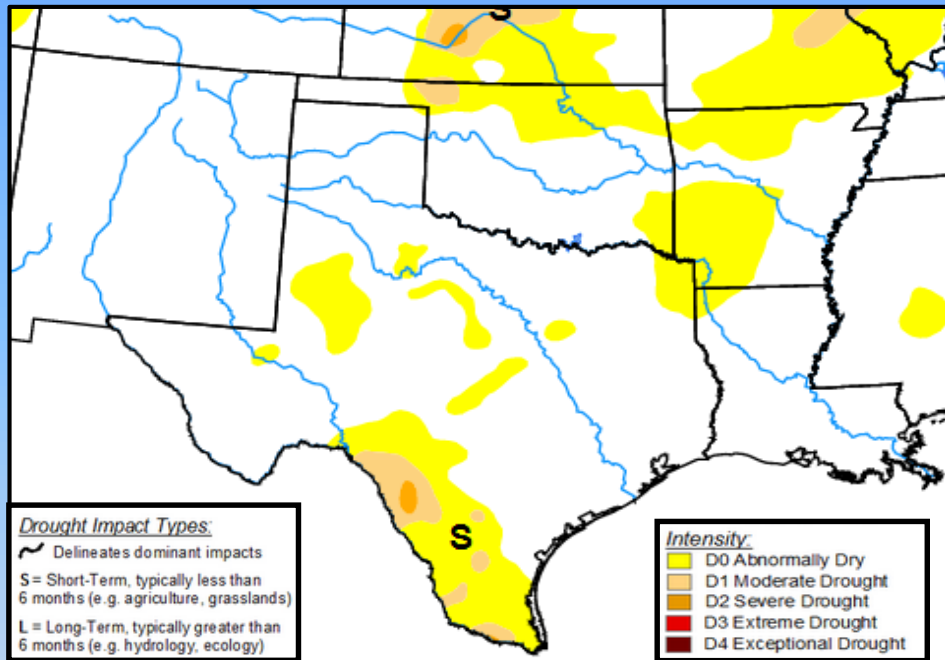 S
S
Drought Impact Types:
Delineates dominant impacts
S = Short-Term, typically less than
6 months (e.g. agriculture, grasslands)
L = Long-Term, typically greater than
6 months (e.g. hydrology, ecology)
Intensity:
D0 Abnormally Dry
D1 Moderate Drought
D2 Severe Drought
D3 Extreme Drought
D4 Exceptional Drought